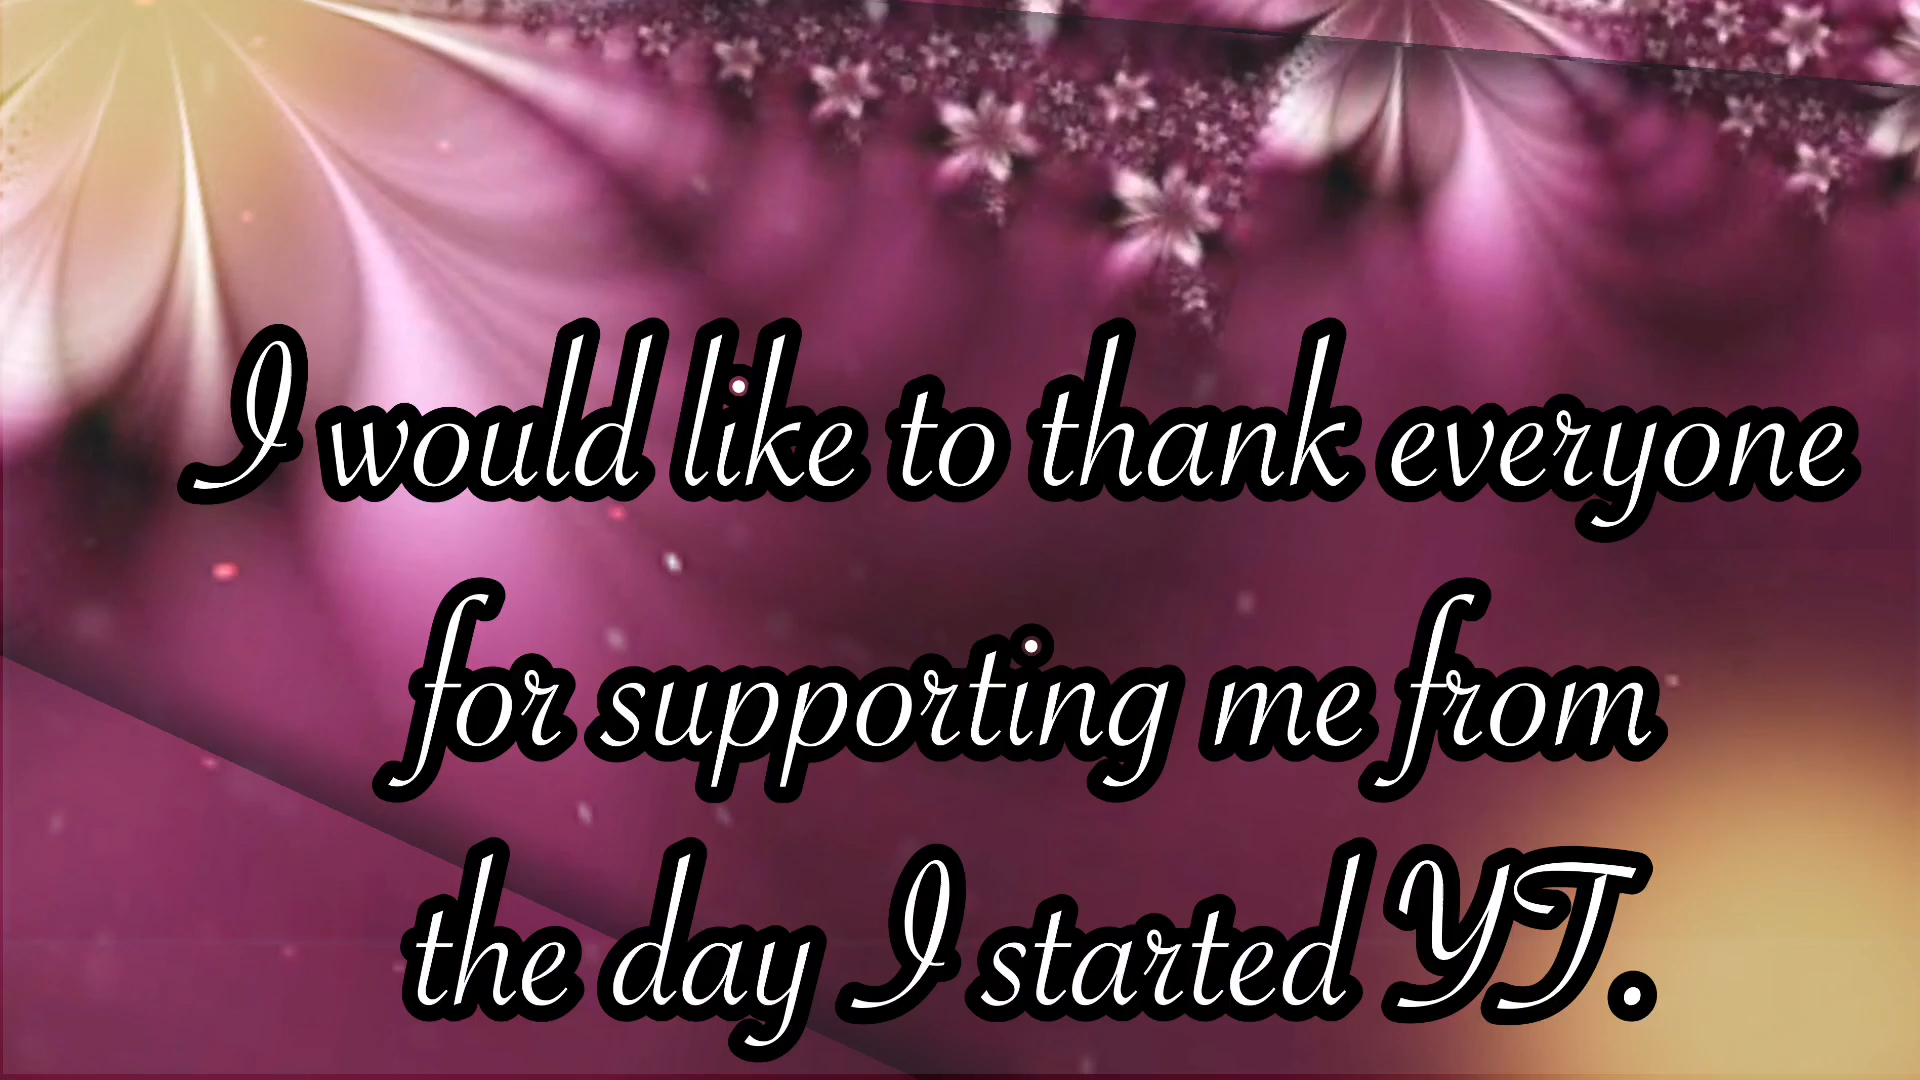 I would like to thank everyone
for supporting me from
the day I started YT.